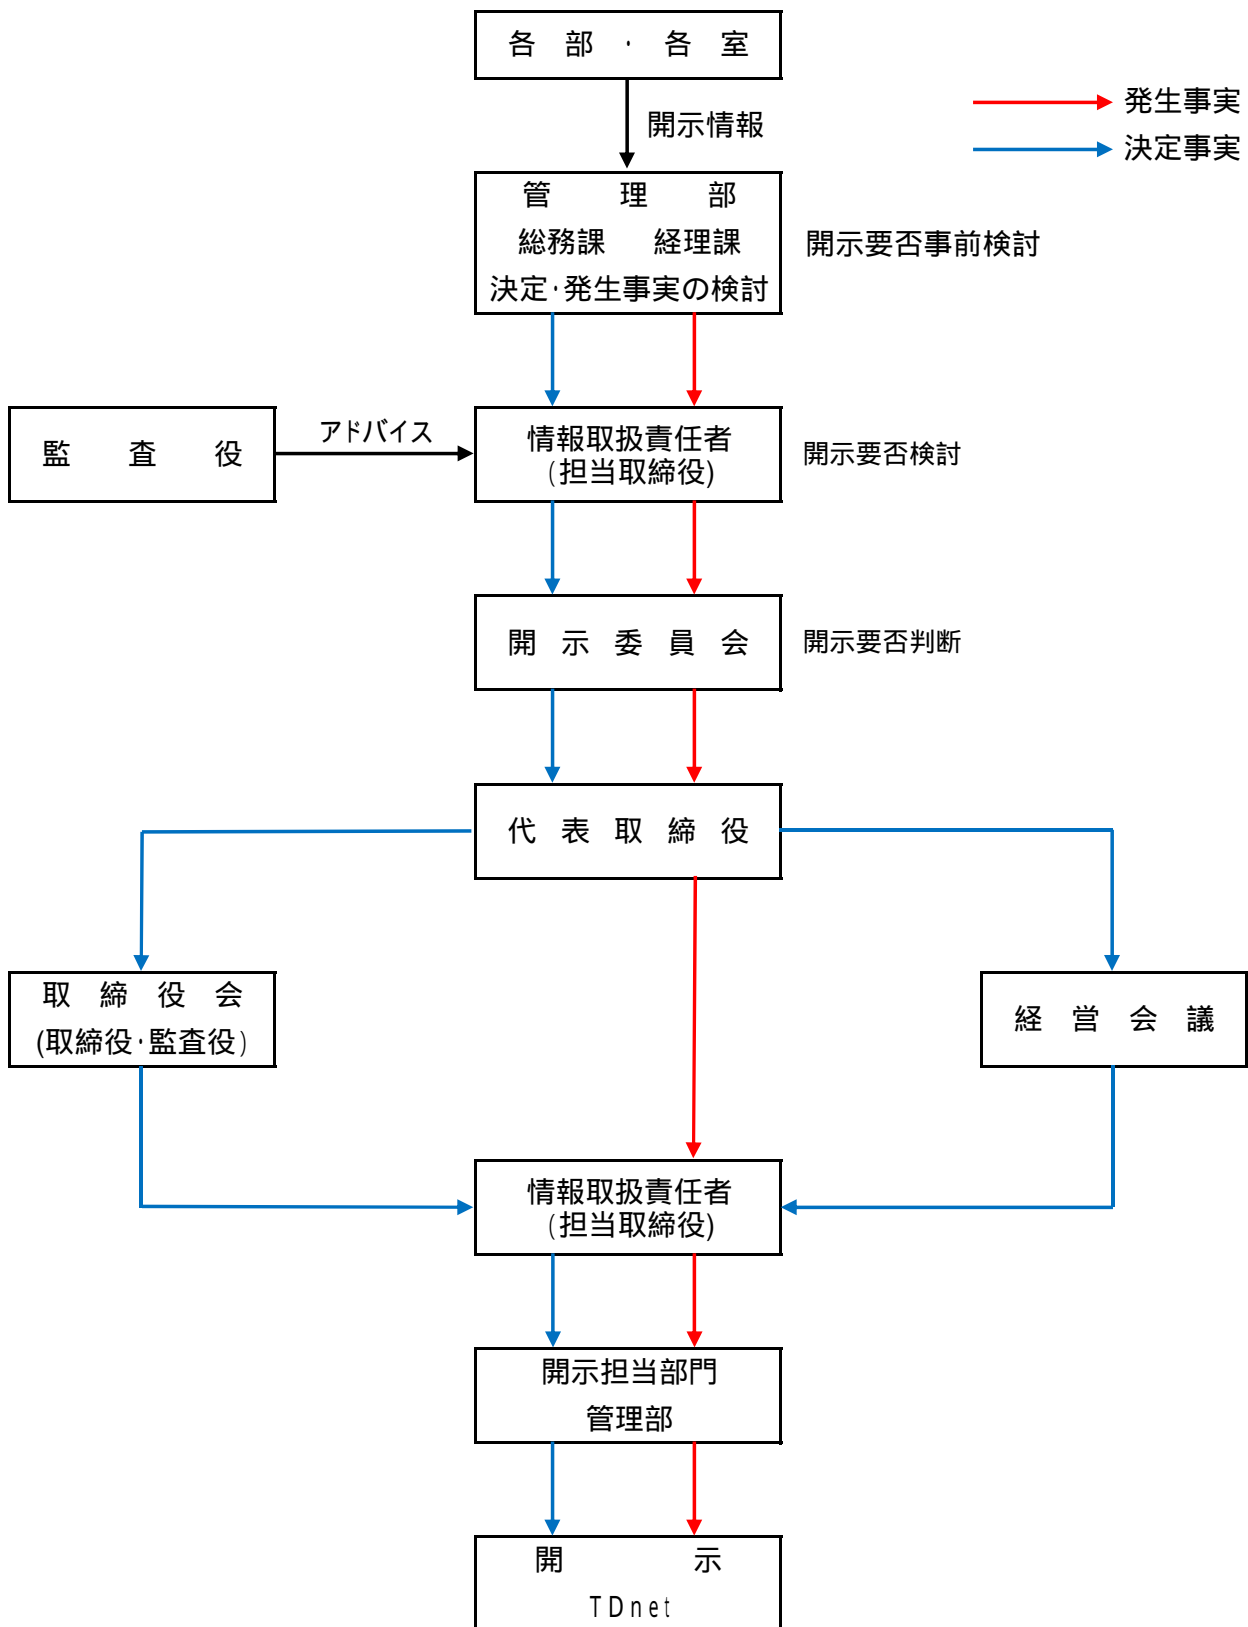 各部・各室
開示情報
発生事実
決定事実
管理部
総務課 経理課
決定・発生事実の検討
開示要否事前検討
監査役
アドバイス
情報取扱責任者
(担当取締役)
開示要否検討
開示委員会
開示要否判断
代表取締役
取締役会
(取締役・監査役)
経営会議
情報取扱責任者
(担当取締役)
開示担当部門
管理部
開示
TDnet